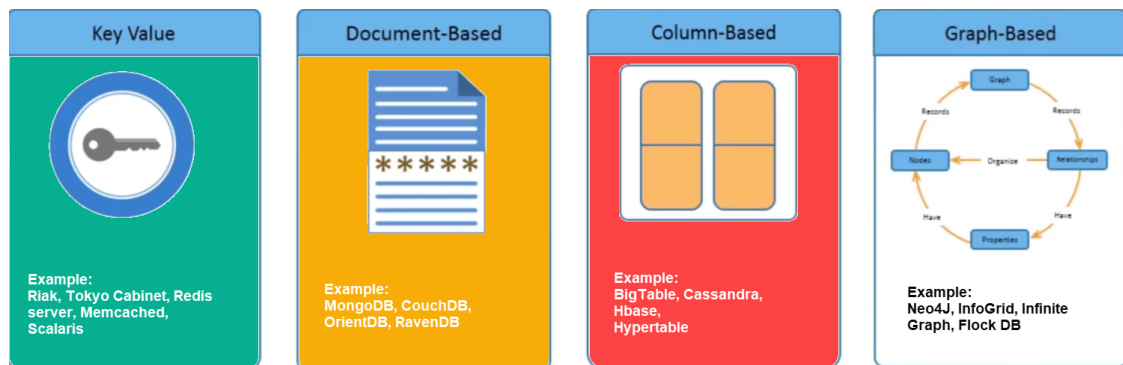 Key Value
Example:
Riak, Tokyo Cabinet, Redis
server, Memcached,
Scalaris
Document-Based
*****
Example:
MongoDB, CouchDB,
OrientDB, RavenDB
Column-Based
Example:
BigTable, Cassandra,
Hbase,
Hypertable
Graph-Based
Graph
Records
Records
Nodes
Organise
Relationships
Have
Have
Properties
Example:
Neo4J, InfoGrid, Infinite
Graph, Flock DB